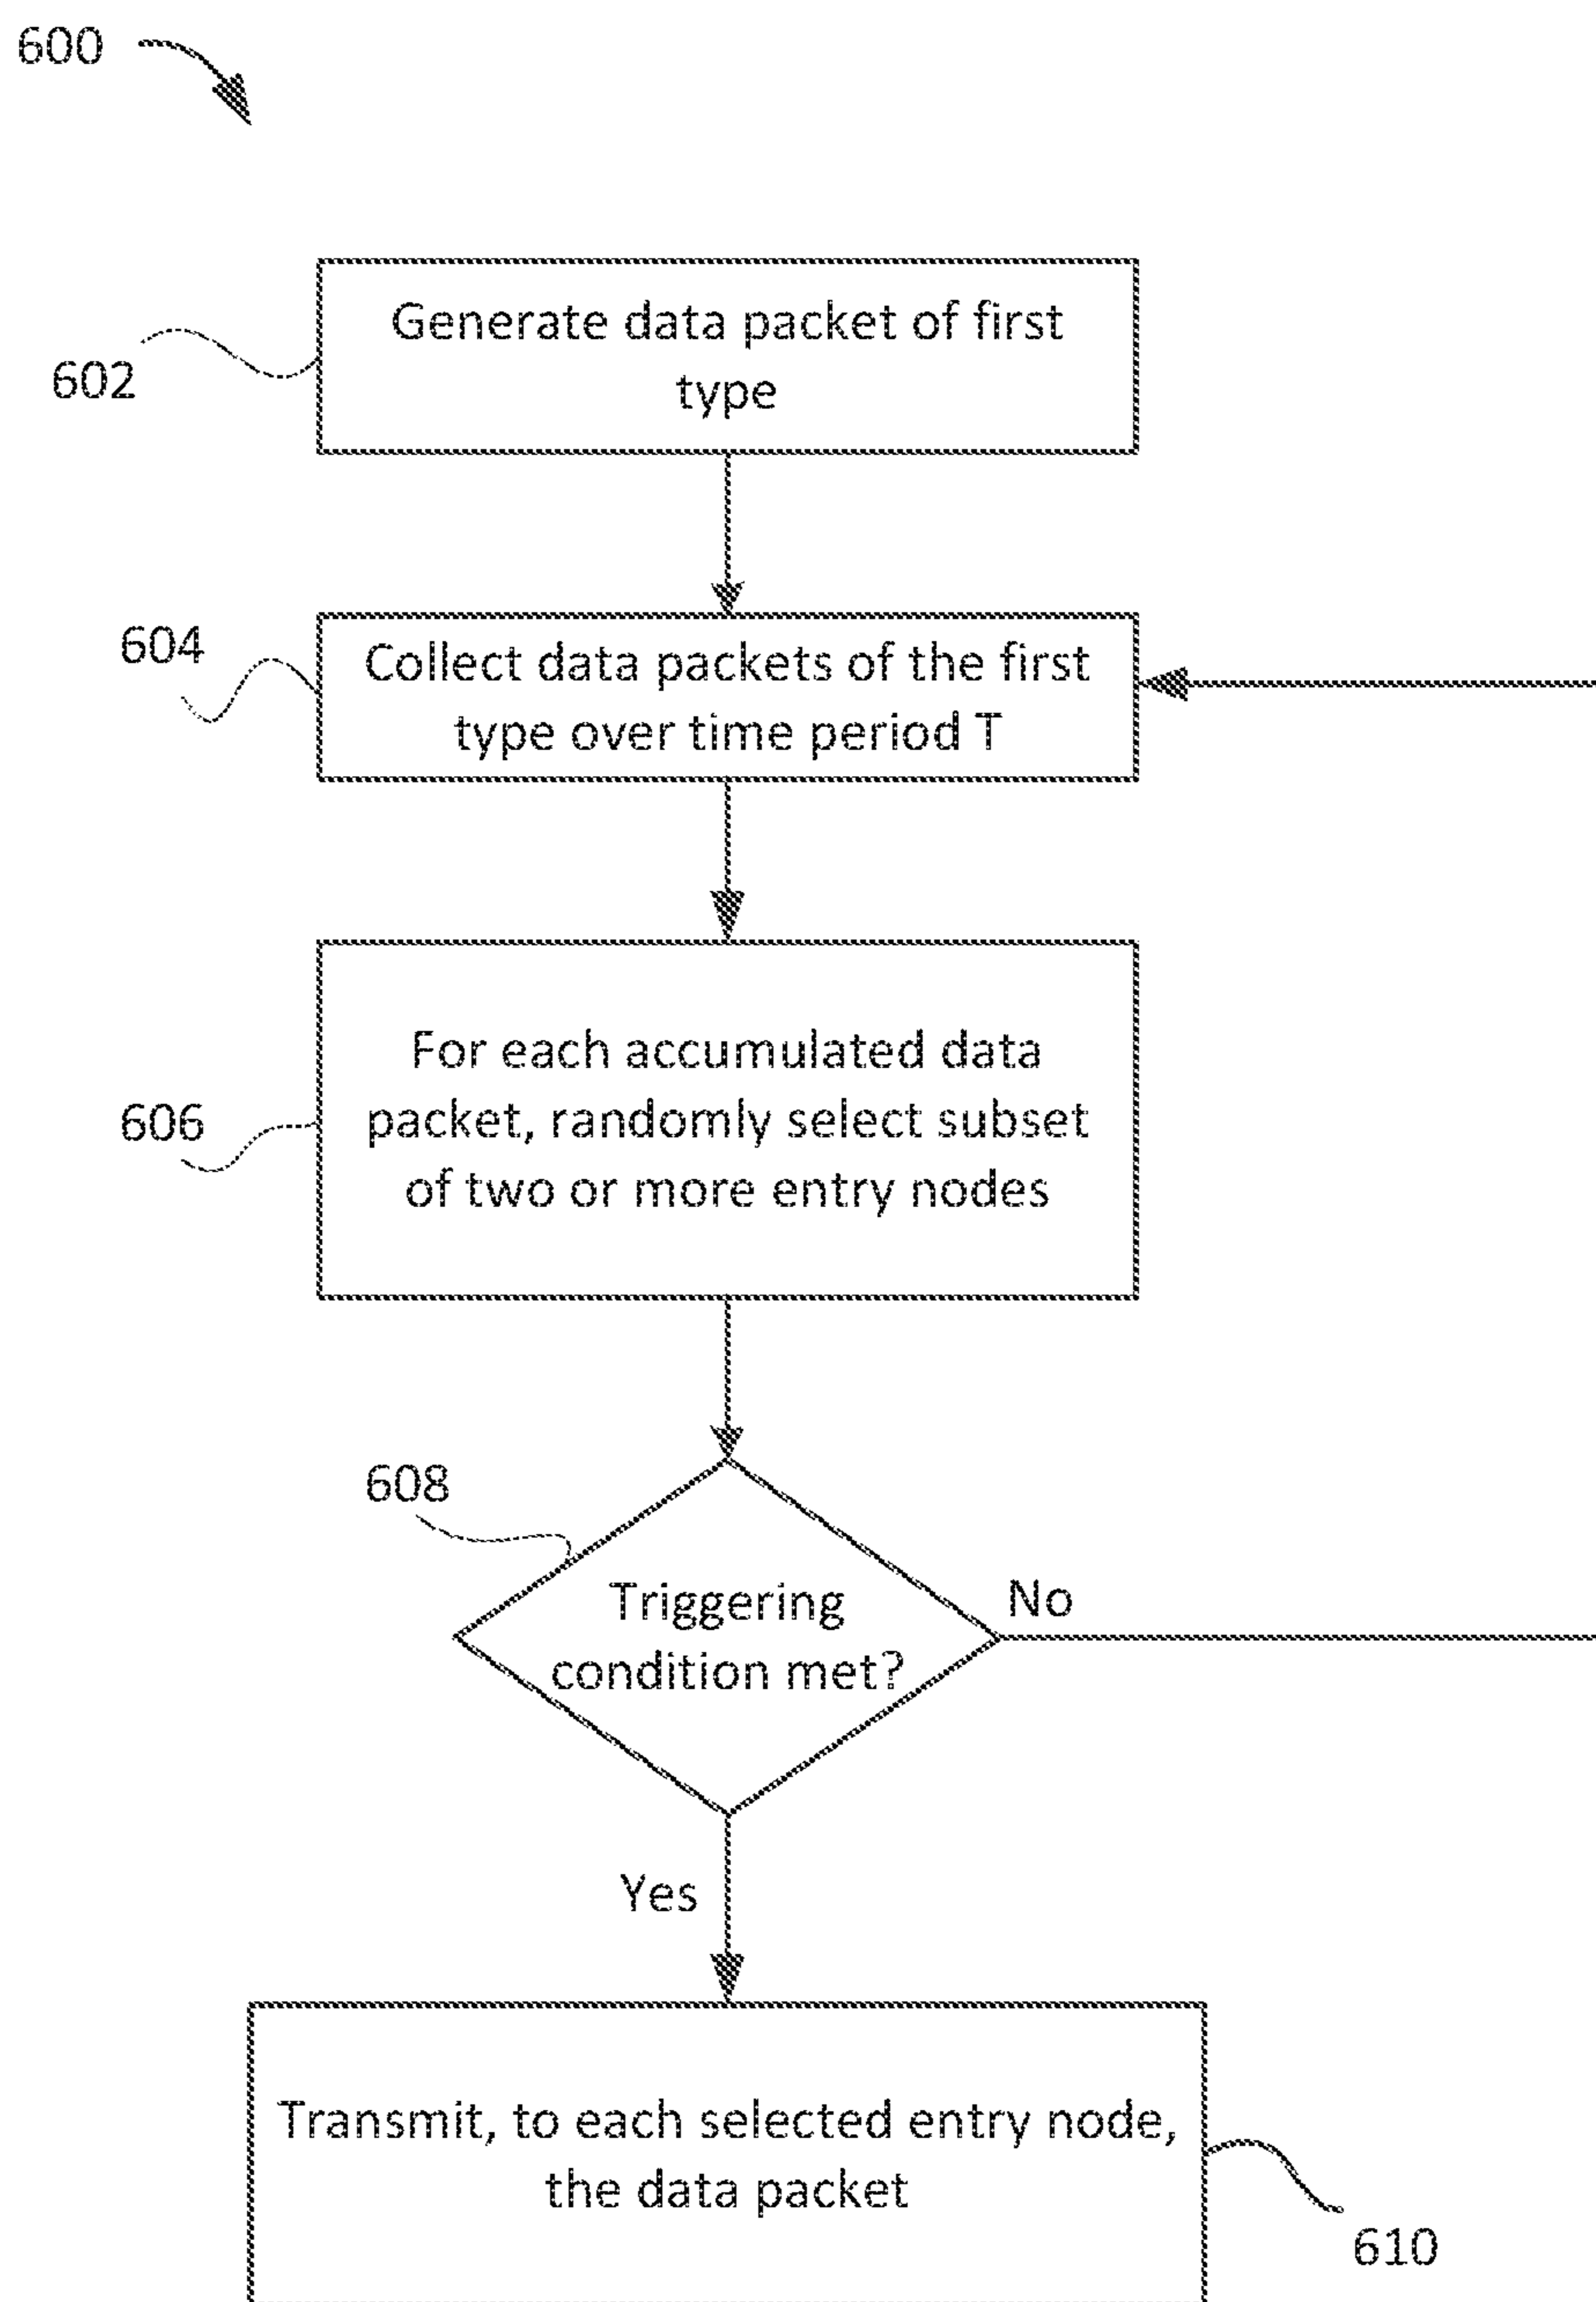 600
Generate data packet of first
type
602
604
Collect data packets of the first
type over time period T
For each accumulated data
packet, randomly select subset
of two or more entry nodes
606
608
Triggering
condition met?
No
Yes
Transmit, to each selected entry node,
the data packet
610